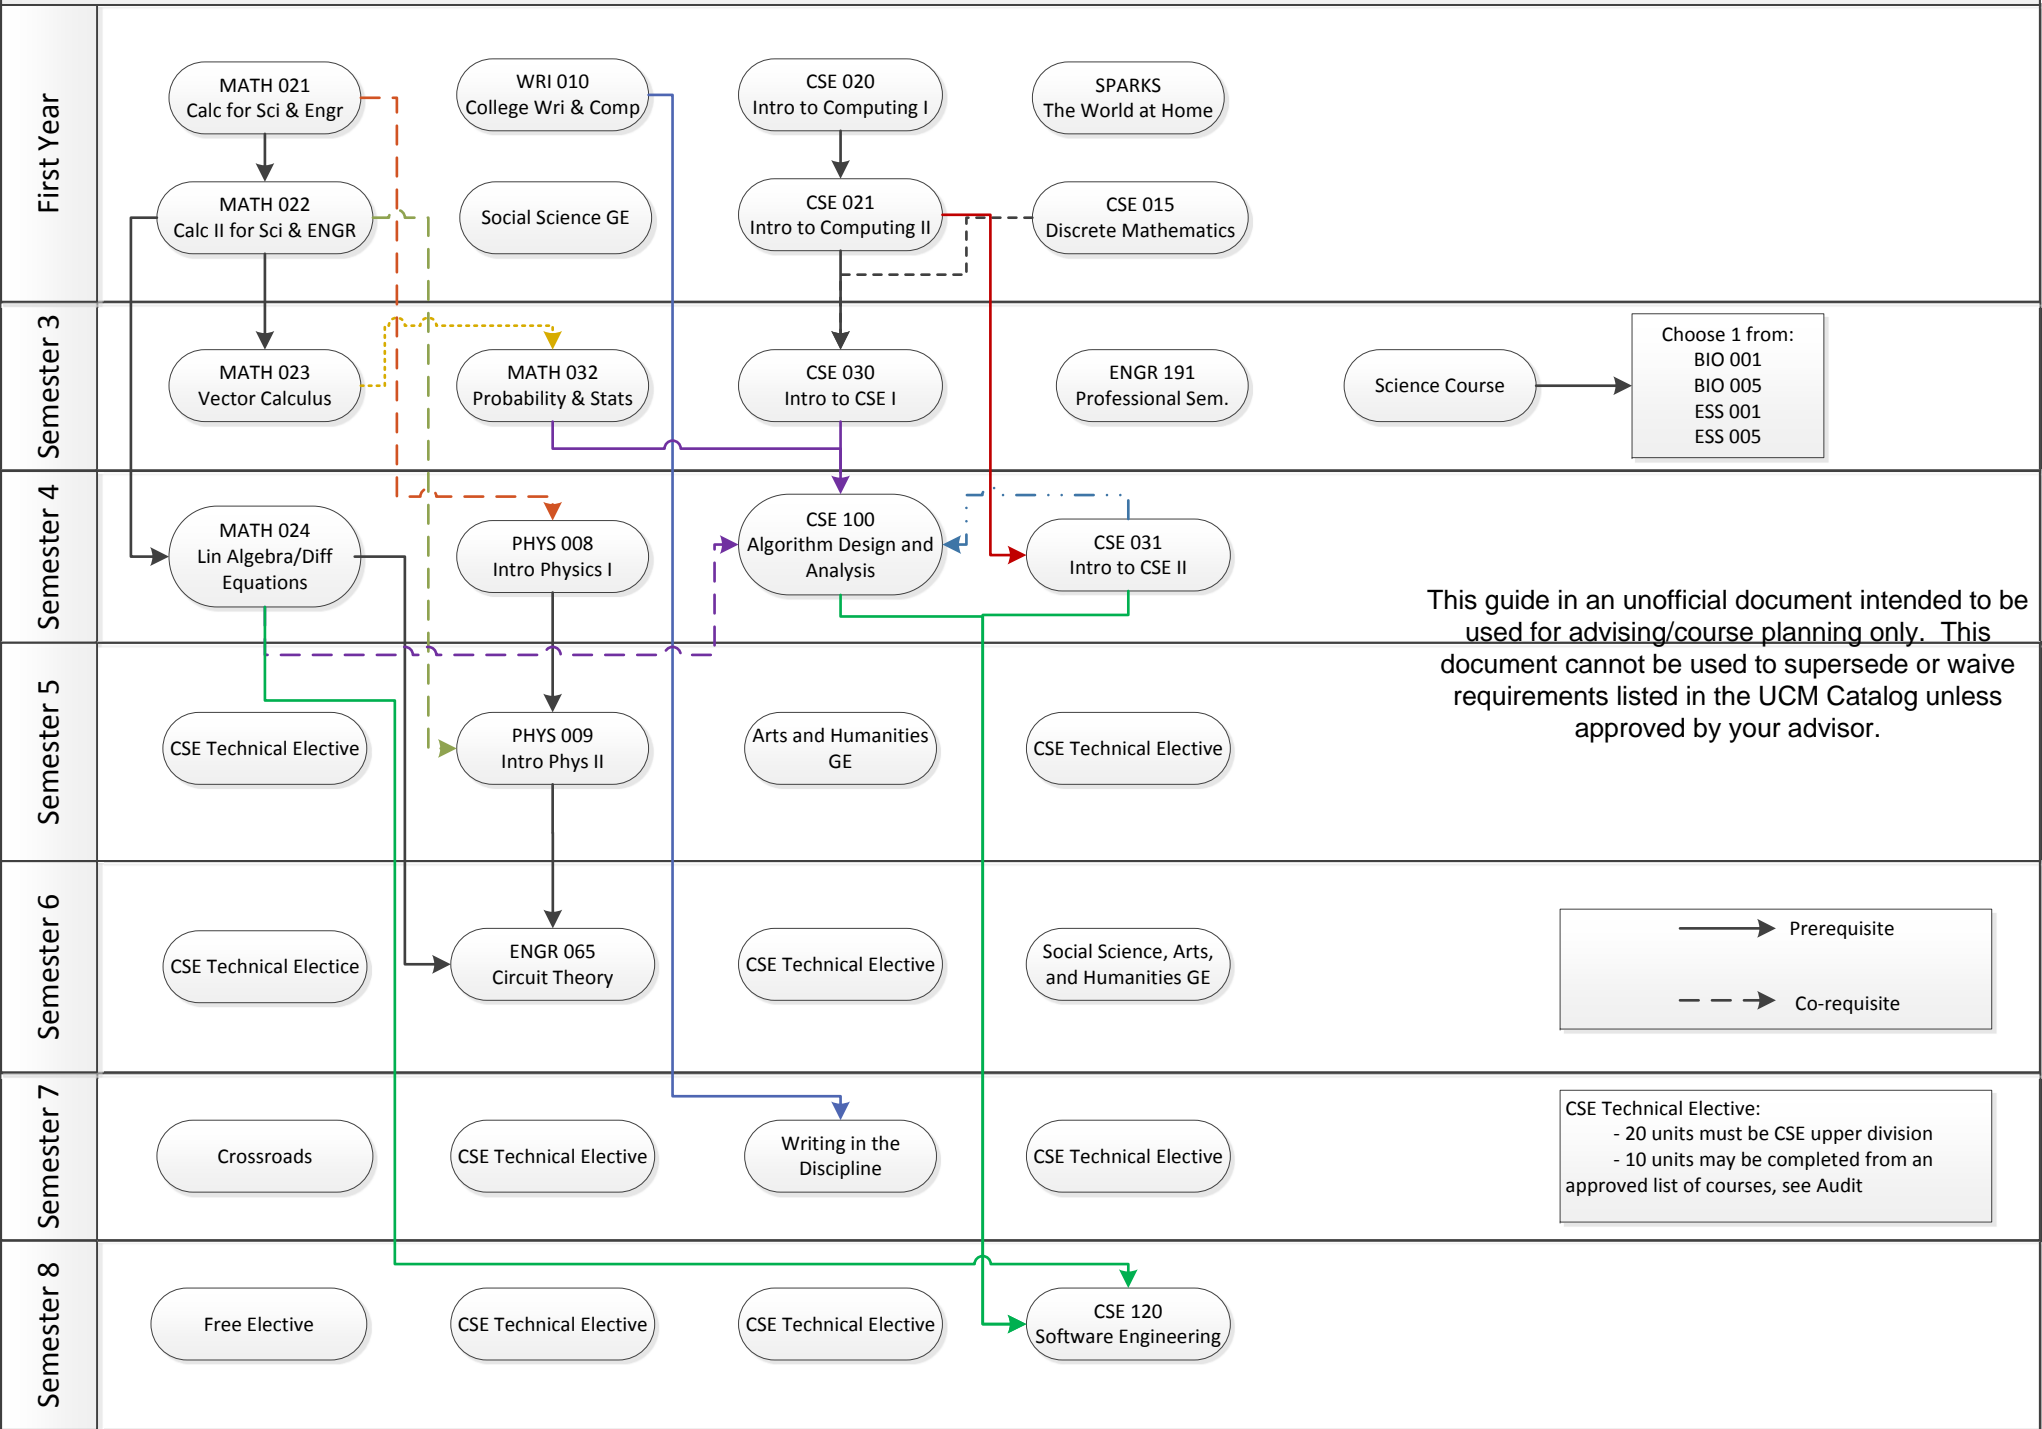 First Year
MATH 021
Calc for Sci & Engr
WRI 010
College Wri & Comp
CSE 020
Intro to Computing I
SPARKS
The World at Home
MATH 022
Calc II for Sci & ENGR
Social Science GE
CSE 021
Intro to Computing II
CSE 015
Discrete Mathematics
Semester 3
MATH 023
Vector Calculus
MATH 032
Probability & Stats
CSE 030
Intro to CSE I
ENGR 191
Professional Sem.
Science Course
Choose 1 from:
BIO 001
BIO 005
ESS 001
ESS 005
Semester 4
MATH 024
Lin Algebra/Diff
Equations
PHYS 008
Intro Physics I
CSE 100
Algorithm Design and
Analysis
CSE 031
Intro to CSE II
This guide in an unofficial document intended to be
used for advising/course planning only. This
document cannot be used to supersede or waive
requirements listed in the UCM Catalog unless
approved by your advisor.
Semester 5
CSE Technical Elective
PHYS 009
Intro Phys II
Arts and Humanities
GE
CSE Technical Elective
Semester 6
CSE Technical Electice
ENGR 065
Circuit Theory
CSE Technical Elective
Social Science, Arts,
and Humanities GE
Prerequisite
Co-requisite
Semester 7
Crossroads
CSE Technical Elective
Writing in the
Discipline
CSE Technical Elective
CSE Technical Elective:
- 20 units must be CSE upper division
- 10 units may be completed from an
approved list of courses, see Audit
Semester 8
Free Elective
CSE Technical Elective
CSE Technical Elective
CSE 120
Software Engineering